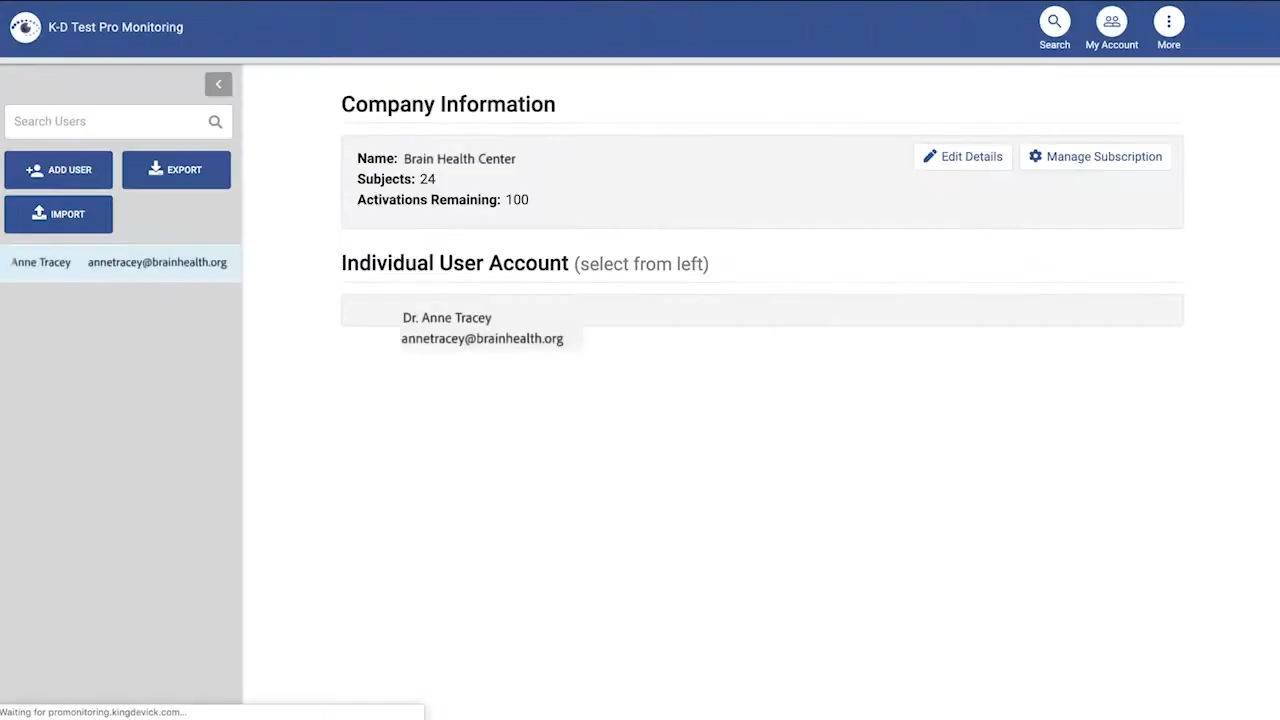 K-D Test Pro Monitoring
Search
My Account
More
Search Users
ADD USER
EXPORT
IMPORT
Anne Tracey annetracey@brainhealth.org
Company Information
Name: Brain Health Center
Subjects: 24
Activations Remaining: 100
Edit Details
Manage Subscription
Individual User Account (select from left)
Dr. Anne Tracey
annetracey@brainhealth.org
Waiting for promonitoring.kingdevick.com...